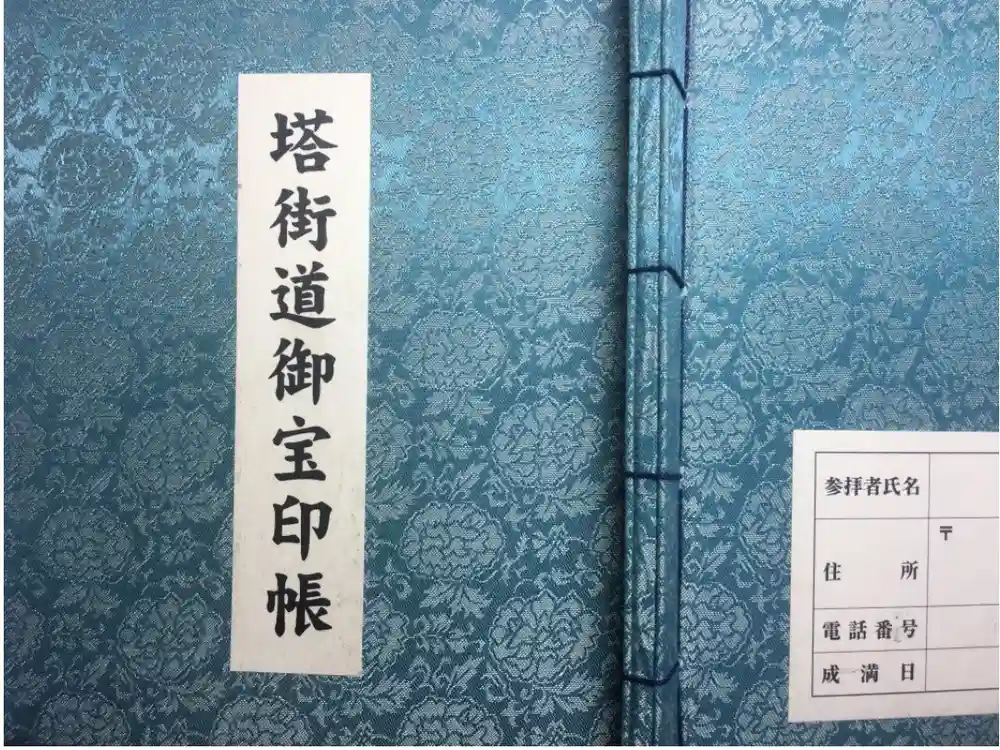 塔街道御宝印帳
参拝者氏名
〒
住所
電話番号
成満日